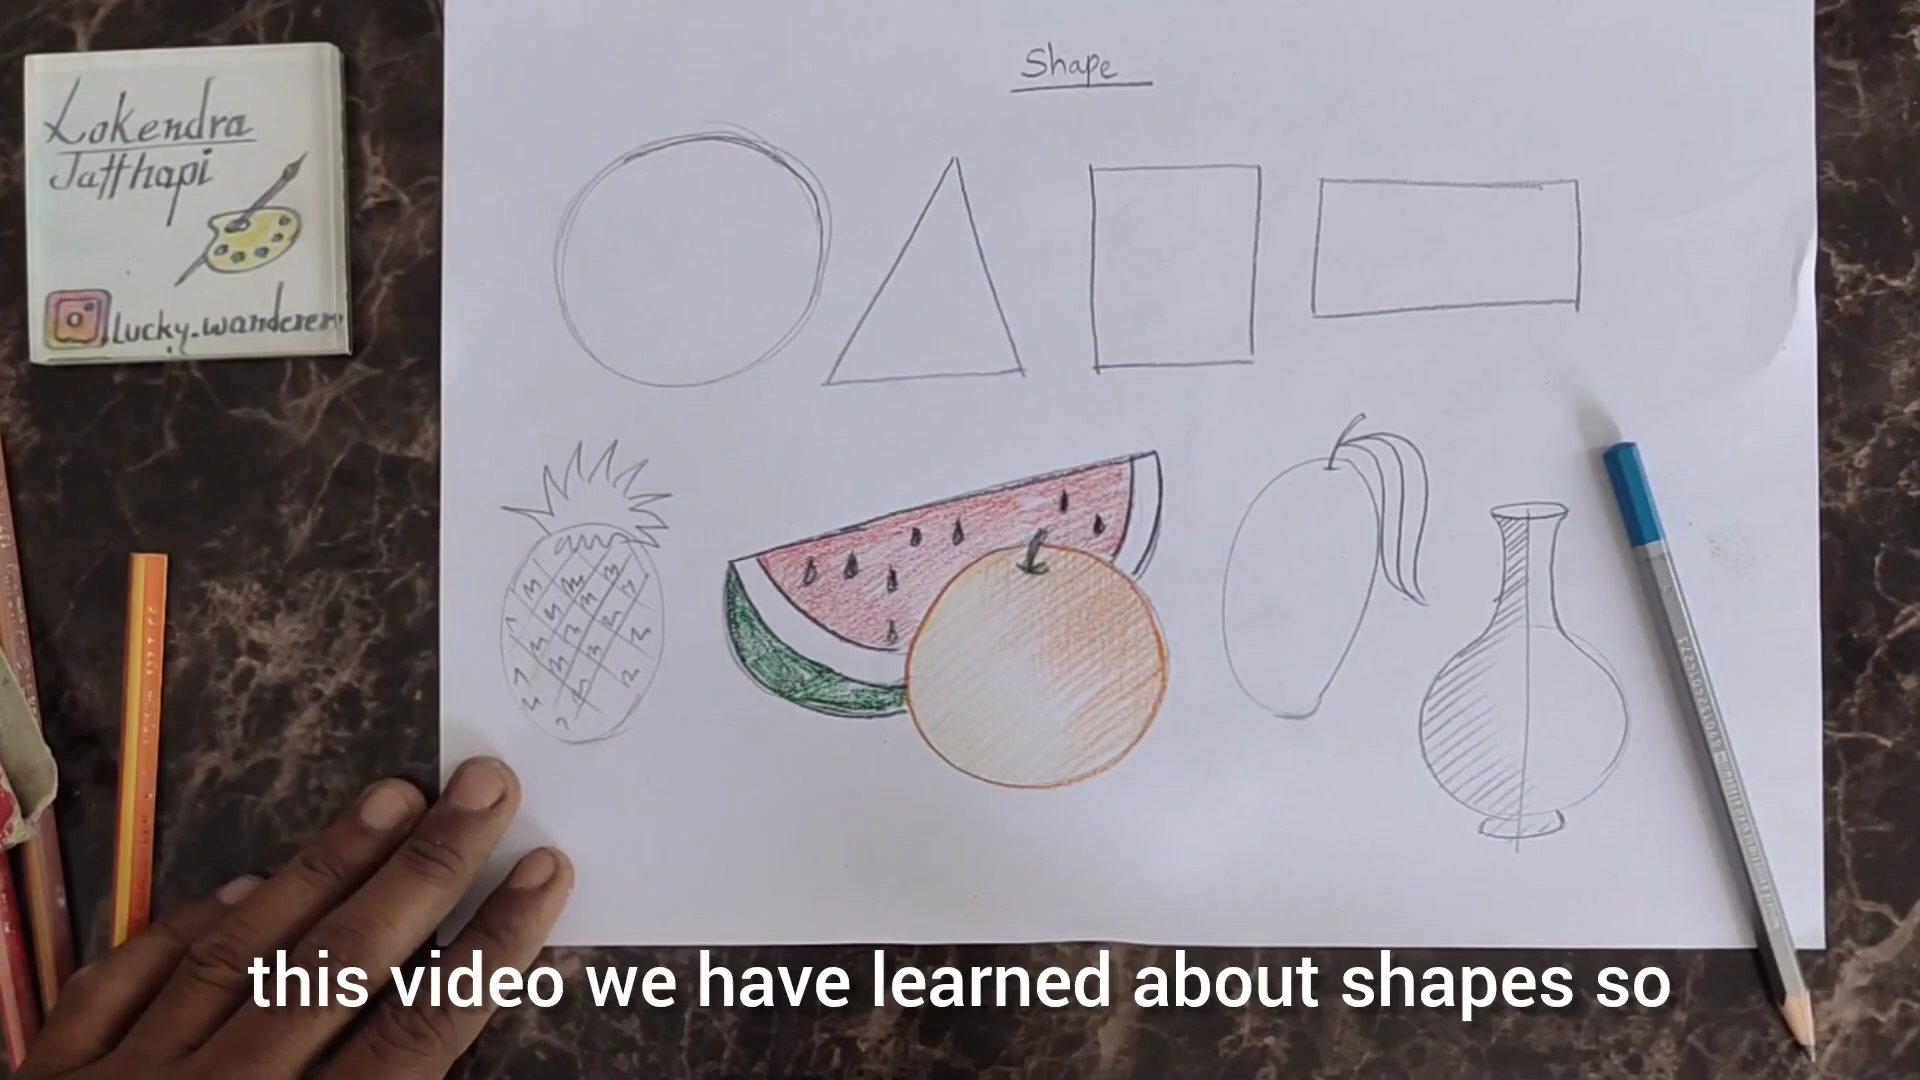 Shape
Lokendra
Jatthapi
Lucky.wanderer
this video we have learned about shapes so